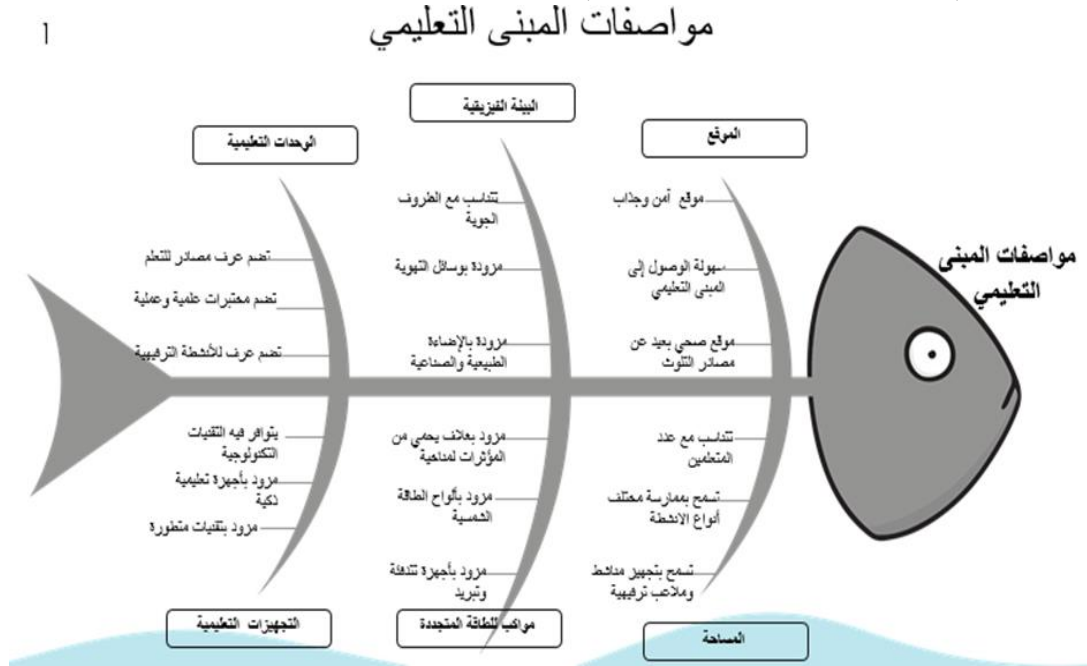 مواصفات المبنى التعليمي
1
الموقع
موقع آمن وجذاب
سهولة الوصول إلى
المبنى التعليمي
موقع صحي بعيد عن
مصادر التلوث
البيئة الفيزيقية
تتناسب مع الظروف
الجوية
مزودة بوسائل التهوية
مزودة بالإضاءة
الطبيعية والصناعية
الوحدات التعليمية
تضم غرف مصادر للتعلم
تضم مختبرات علمية وعملية
تضم غرف للأنشطة الترفيهية
مواصفات المبنى
التعليمي
تتناسب مع عدد
المتعلمين
تسمح بممارسة مختلف
أنواع الانشطة
تسمح بتجهيز مناشط
وملاعب ترفيهية
المساحة
مزود بغلاف يحمي من
المؤثرات لمناخية
مزود بألواح الطاقة
الشمسية
مزود بأجهزة تتدفئة
وتبريد
مواكب للطاقة المتجددة
يتوافر فيه التقنيات
التكنولوجية
مزود بأجهزة تعليمية
ذكية
مزود بتقنيات متطورة
التجهيزات التعليمية